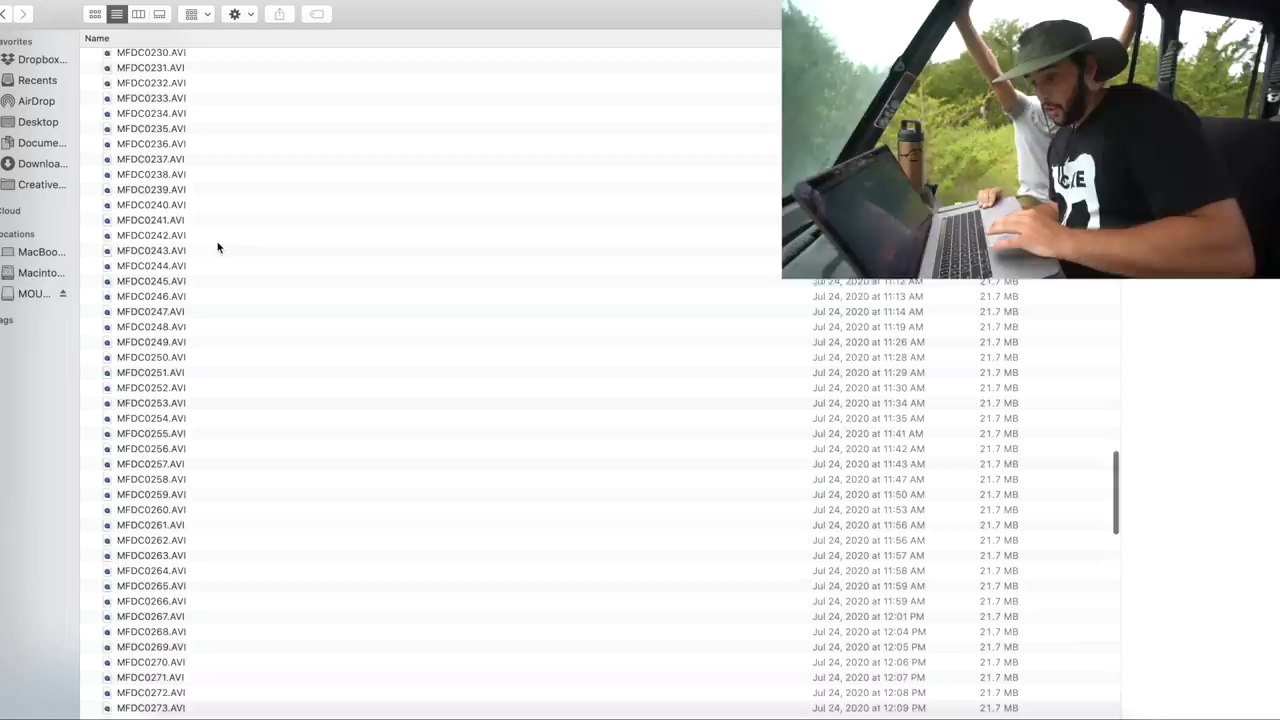 avorites
Dropbox...
Recents
AirDrop
Desktop
Docume...
Downloa...
Creative...
Cloud
ocations
MacBoo...
Macinto...
MOU...
ags
Name
MFDC0230.AVI
MFDC0231.AVI
MFDC0232.AVI
MFDC0233.AVI
MFDC0234.AVI
MFDC0235.AVI
MFDC0236.AVI
MFDC0237.AVI
MFDC0238.AVI
MFDC0239.AVI
MFDC0240.AVI
MFDC0241.AVI
MFDC0242.AVI
MFDC0243.AVI
MFDC0244.AVI
MFDC0245.AVI Jul 24, 2020 at 11:12 AM 21.7 MB
MFDC0246.AVI Jul 24, 2020 at 11:13 AM 21.7 MB
MFDC0247.AVI Jul 24, 2020 at 11:14 AM 21.7 MB
MFDC0248.AVI Jul 24, 2020 at 11:19 AM 21.7 MB
MFDC0249.AVI Jul 24, 2020 at 11:26 AM 21.7 MB
MFDC0250.AVI Jul 24, 2020 at 11:28 AM 21.7 MB
MFDC0251.AVI Jul 24, 2020 at 11:29 AM 21.7 MB
MFDC0252.AVI Jul 24, 2020 at 11:30 AM 21.7 MB
MFDC0253.AVI Jul 24, 2020 at 11:34 AM 21.7 MB
MFDC0254.AVI Jul 24, 2020 at 11:35 AM 21.7 MB
MFDC0255.AVI Jul 24, 2020 at 11:41 AM 21.7 MB
MFDC0256.AVI Jul 24, 2020 at 11:42 AM 21.7 MB
MFDC0257.AVI Jul 24, 2020 at 11:43 AM 21.7 MB
MFDC0258.AVI Jul 24, 2020 at 11:47 AM 21.7 MB
MFDC0259.AVI Jul 24, 2020 at 11:50 AM 21.7 MB
MFDC0260.AVI Jul 24, 2020 at 11:53 AM 21.7 MB
MFDC0261.AVI Jul 24, 2020 at 11:56 AM 21.7 MB
MFDC0262.AVI Jul 24, 2020 at 11:56 AM 21.7 MB
MFDC0263.AVI Jul 24, 2020 at 11:57 AM 21.7 MB
MFDC0264.AVI Jul 24, 2020 at 11:58 AM 21.7 MB
MFDC0265.AVI Jul 24, 2020 at 11:59 AM 21.7 MB
MFDC0266.AVI Jul 24, 2020 at 11:59 AM 21.7 MB
MFDC0267.AVI Jul 24, 2020 at 12:01 PM 21.7 MB
MFDC0268.AVI Jul 24, 2020 at 12:04 PM 21.7 MB
MFDC0269.AVI Jul 24, 2020 at 12:05 PM 21.7 MB
MFDC0270.AVI Jul 24, 2020 at 12:06 PM 21.7 MB
MFDC0271.AVI Jul 24, 2020 at 12:07 PM 21.7 MB
MFDC0272.AVI Jul 24, 2020 at 12:08 PM 21.7 MB
MFDC0273.AVI Jul 24, 2020 at 12:09 PM 21.7 MB